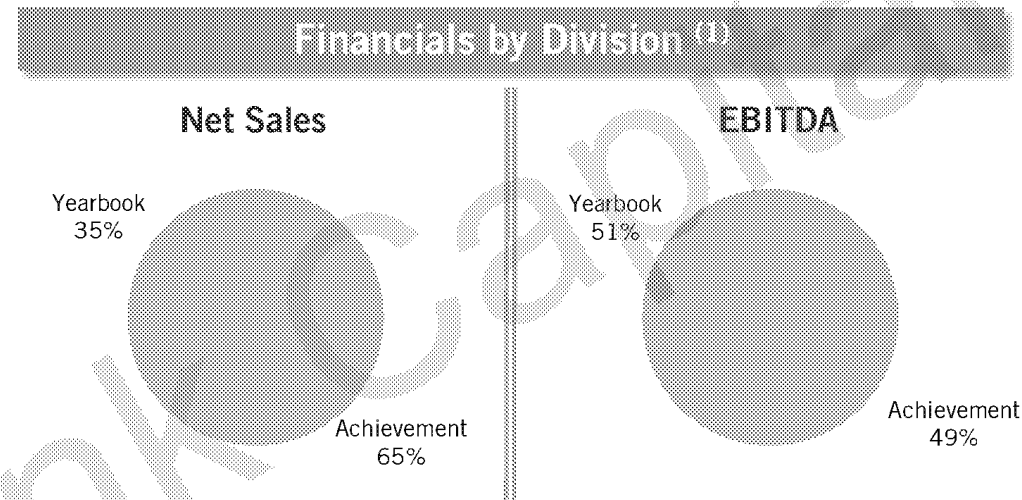 Financials by Division (1)
Net Sales
Yearbook
35%
Achievement
65%
EBITDA
Yearbook
51%
Achievement
49%